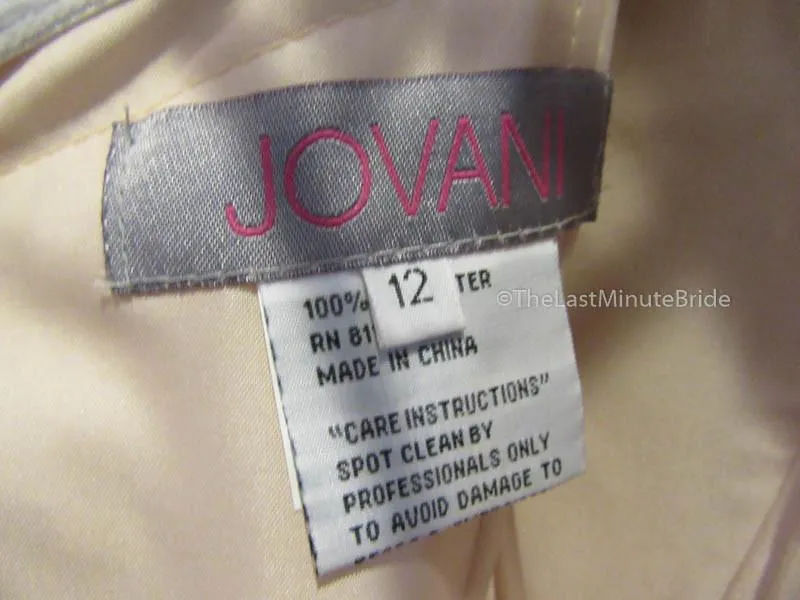 JOVANI
12
100% TER
RN 81
MADE IN CHINA
"CARE INSTRUCTIONS"
SPOT CLEAN BY
PROFESSIONALS ONLY
TO AVOID DAMAGE TO
©TheLastMinuteBride